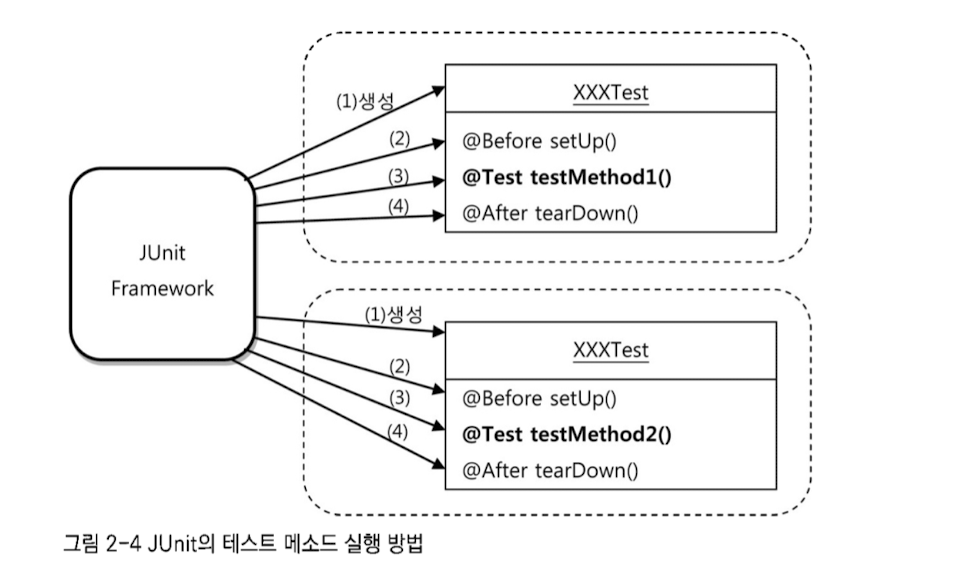 (1)생성
XXXTest
(2)
@Before setUp()
(3)
@Test testMethod1()
(4)
@After tearDown()
JUnit
Framework
(1)생성
XXXTest
(2)
@Before setUp()
(3)
@Test testMethod2()
(4)
@After tearDown()
그림 2-4 JUnit의 테스트 메소드 실행 방법